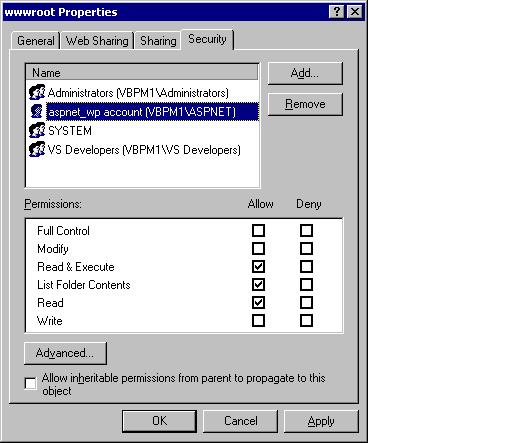 wwwroot Properties
General Web Sharing Sharing Security
Name
Administrators (VBPM1\Administrators)
aspnet_wp account (VBPM1\ASPNET)
SYSTEM
VS Developers (VBPM1\VS Developers)
Add...
Remove
Permissions: Allow Deny
Full Control
Modify
Read & Execute
List Folder Contents
Read
Write
Advanced...
Allow inheritable permissions from parent to propagate to this
object
OK Cancel Apply